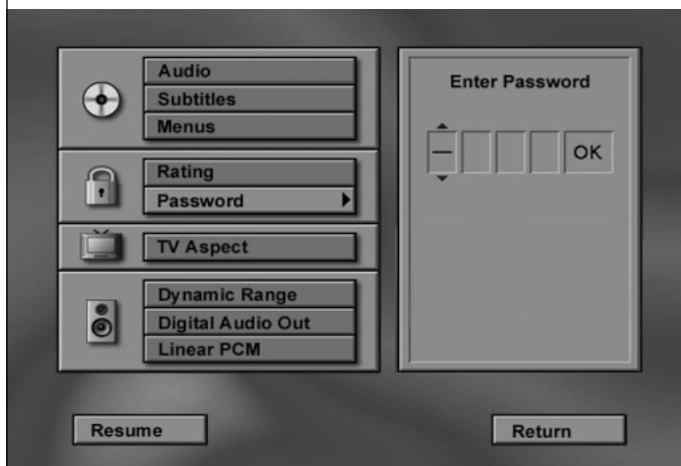 Audio
Subtitles
Menus
Rating
Password
TV Aspect
Dynamic Range
Digital Audio Out
Linear PCM
Enter Password
OK
Resume
Return